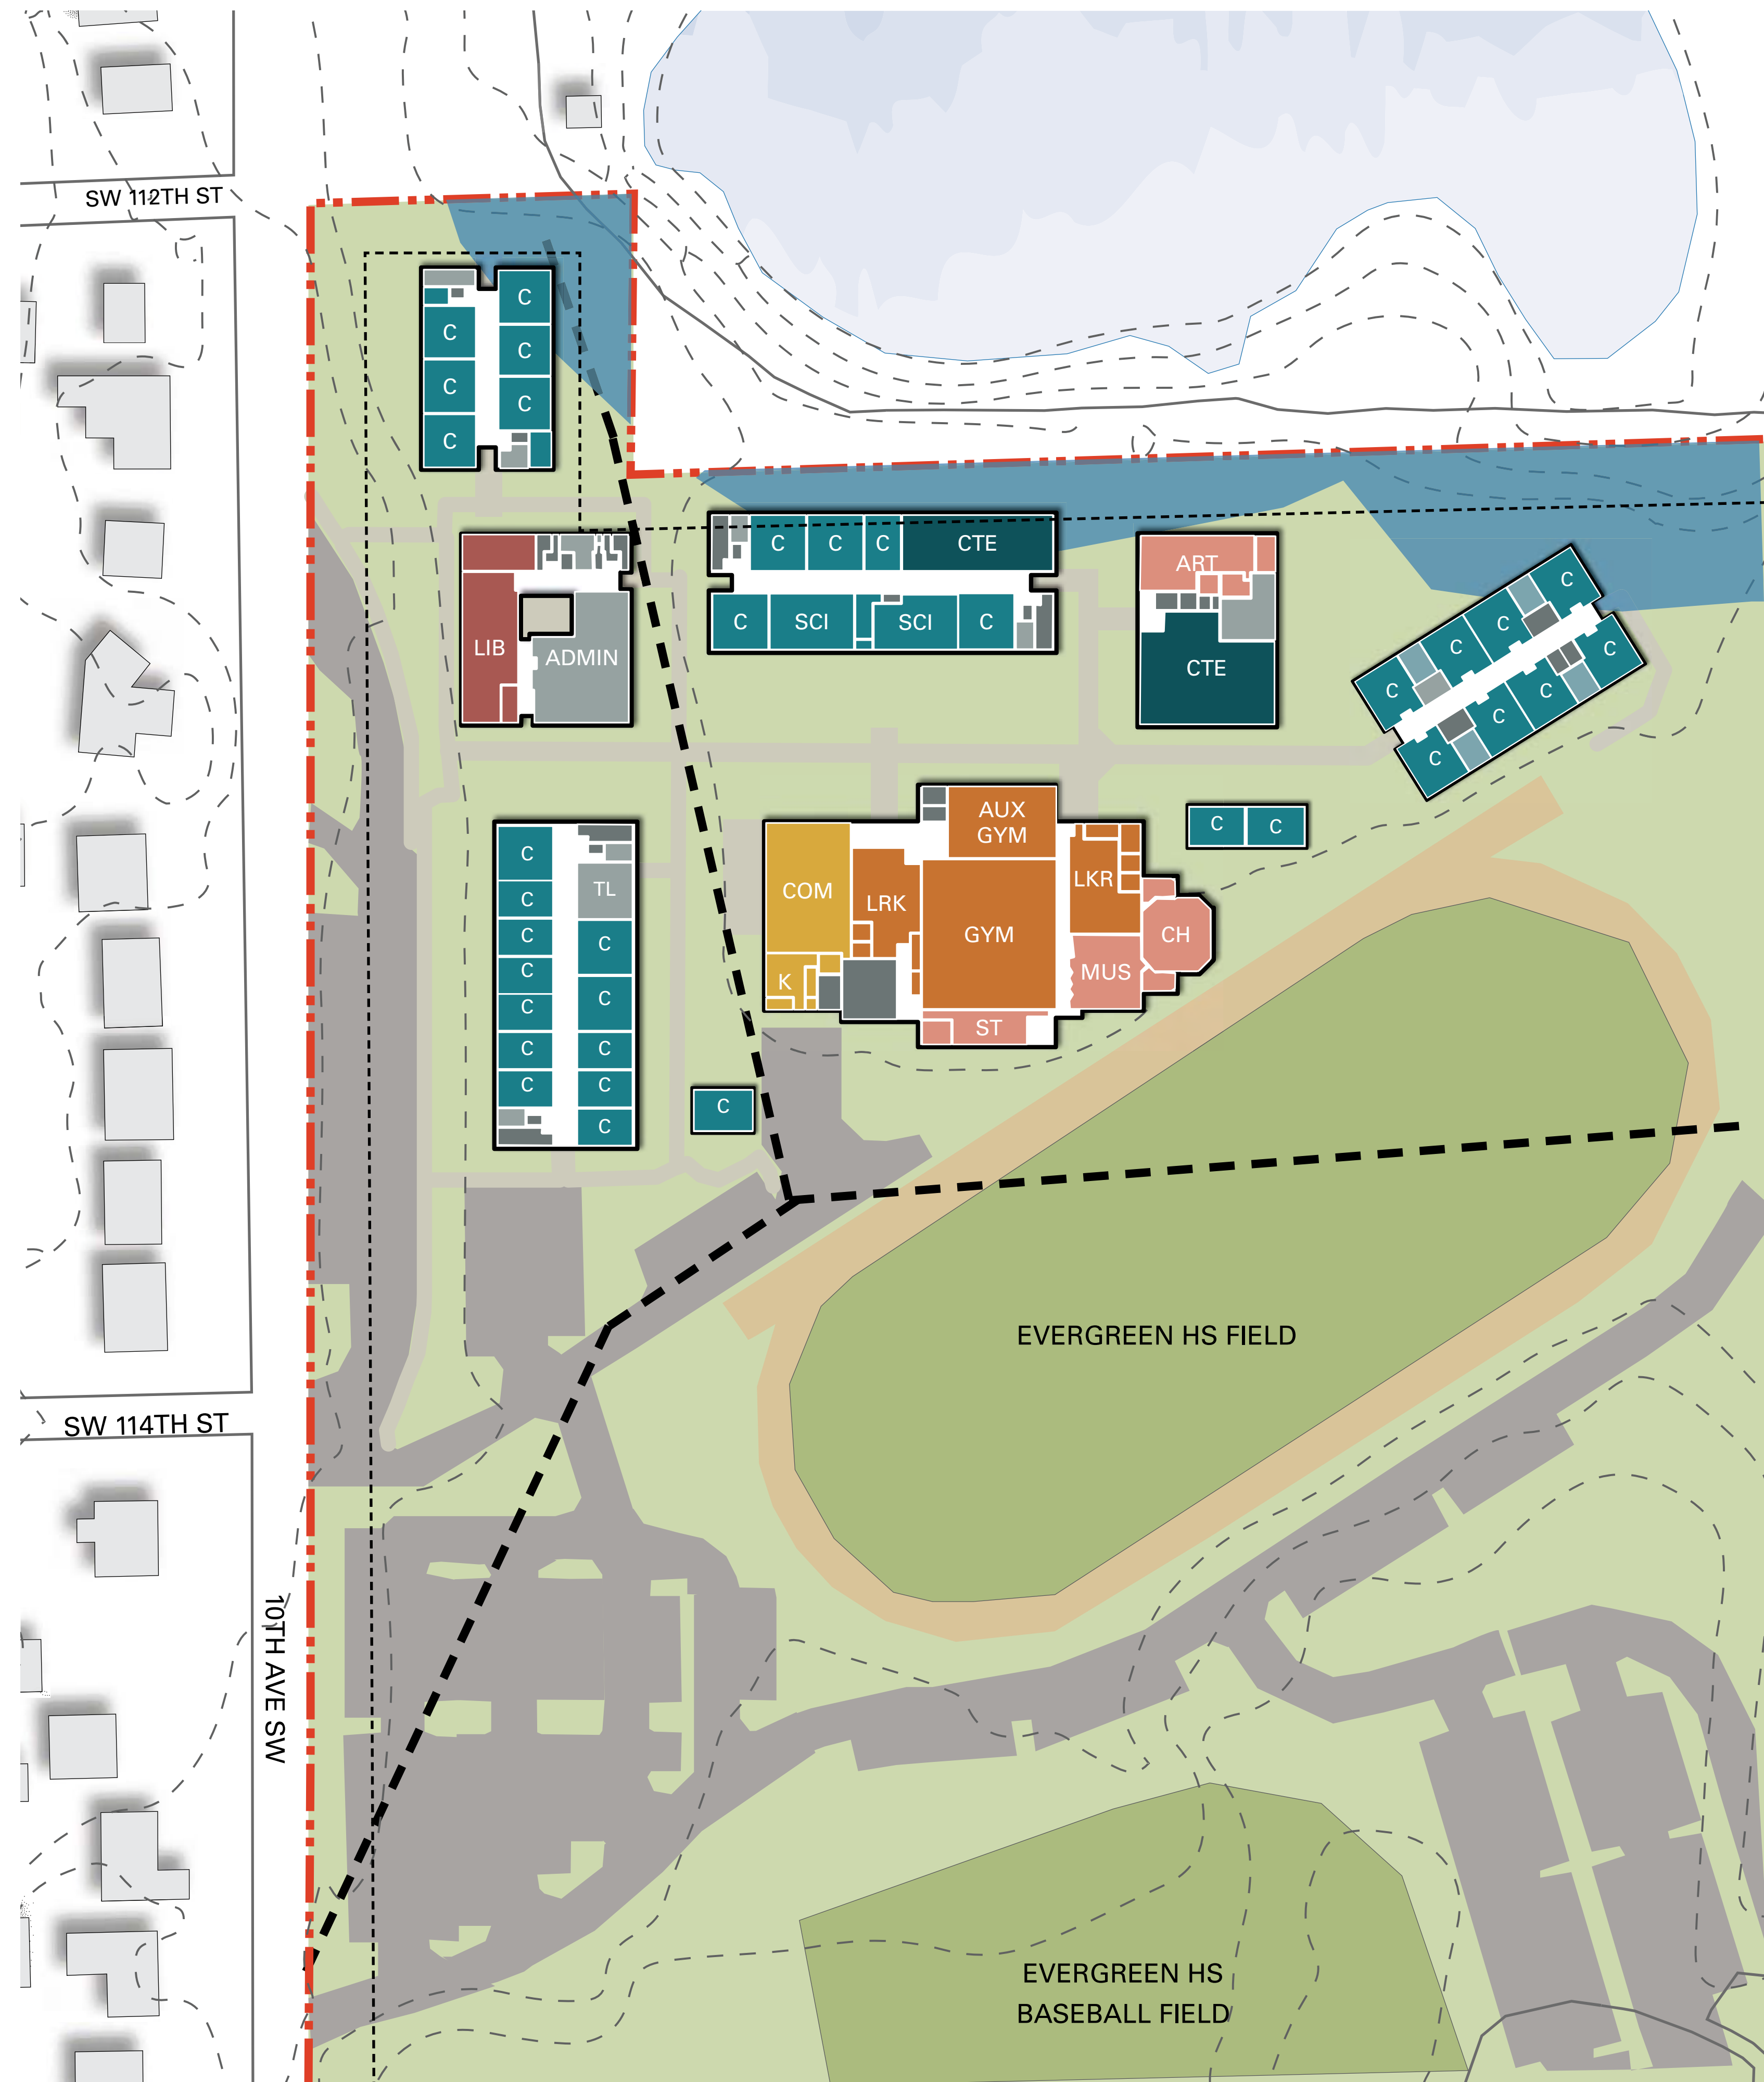 SW 112TH ST
C
C
C
C
C
C
C
C
C
CTE
C
SCI
SCI
C
LIB
ADMIN
ART
CTE
C
C
C
C
C
C
C
C
C
AUX
GYM
C
C
COM
LRK
GYM
LKR
CH
MUS
K
ST
C
C
C
C
C
C
C
TL
C
C
C
C
C
C
EVERGREEN HS FIELD
SW 114TH ST
10TH AVE SW
EVERGREEN HS
BASEBALL FIELD